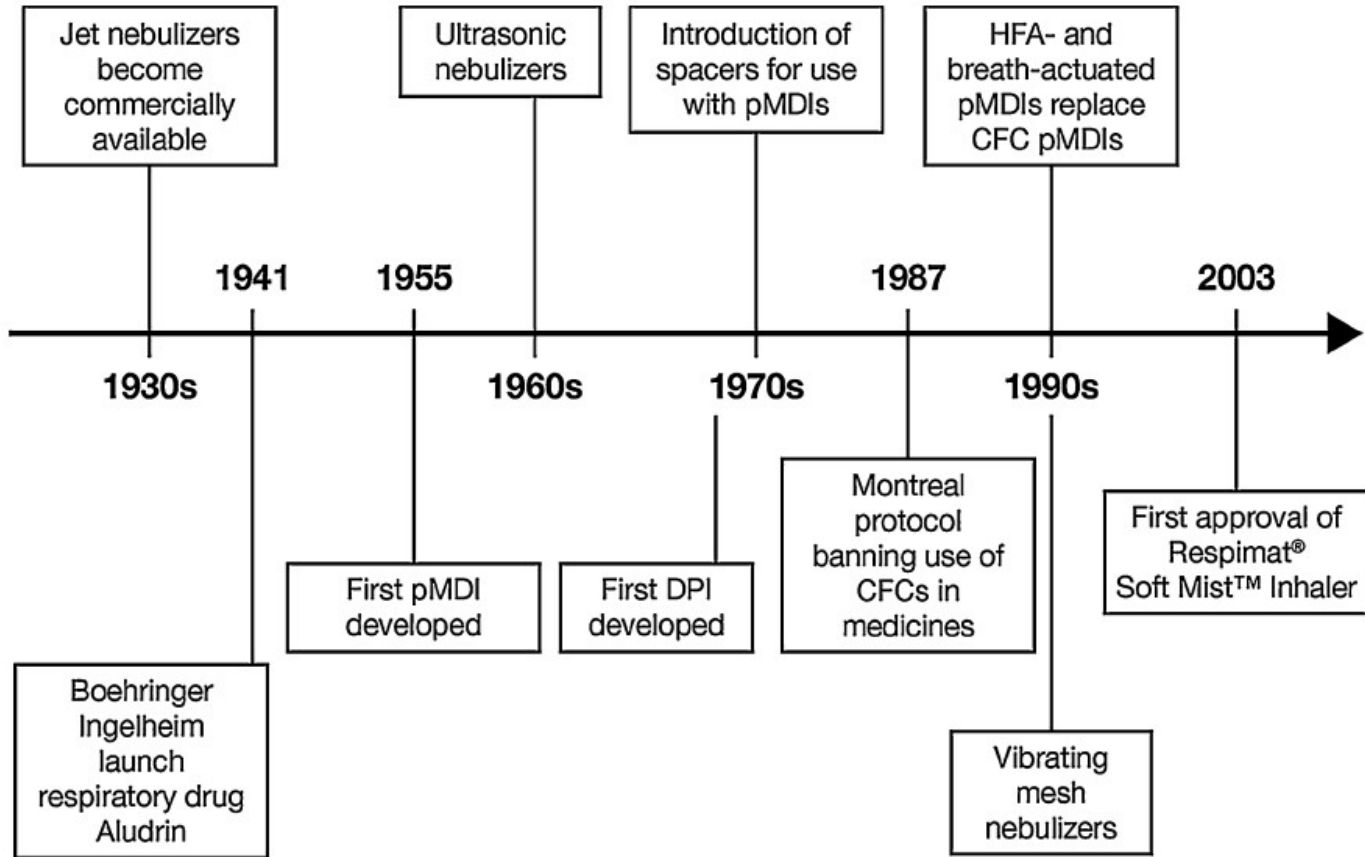 Jet nebulizers
become
commercially
available
Ultrasonic
nebulizers
Introduction of
spacers for use
with pMDIs
HFA- and
breath-actuated
pMDIs replace
CFC pMDIs
1941
1955
1987
2003
1930s
1960s
1970s
1990s
Boehringer
Ingelheim
launch
respiratory drug
Aludrin
First pMDI
developed
First DPI
developed
Montreal
protocol
banning use of
CFCs in
medicines
Vibrating
mesh
nebulizers
First approval of
Respimat®
Soft Mist™ Inhaler